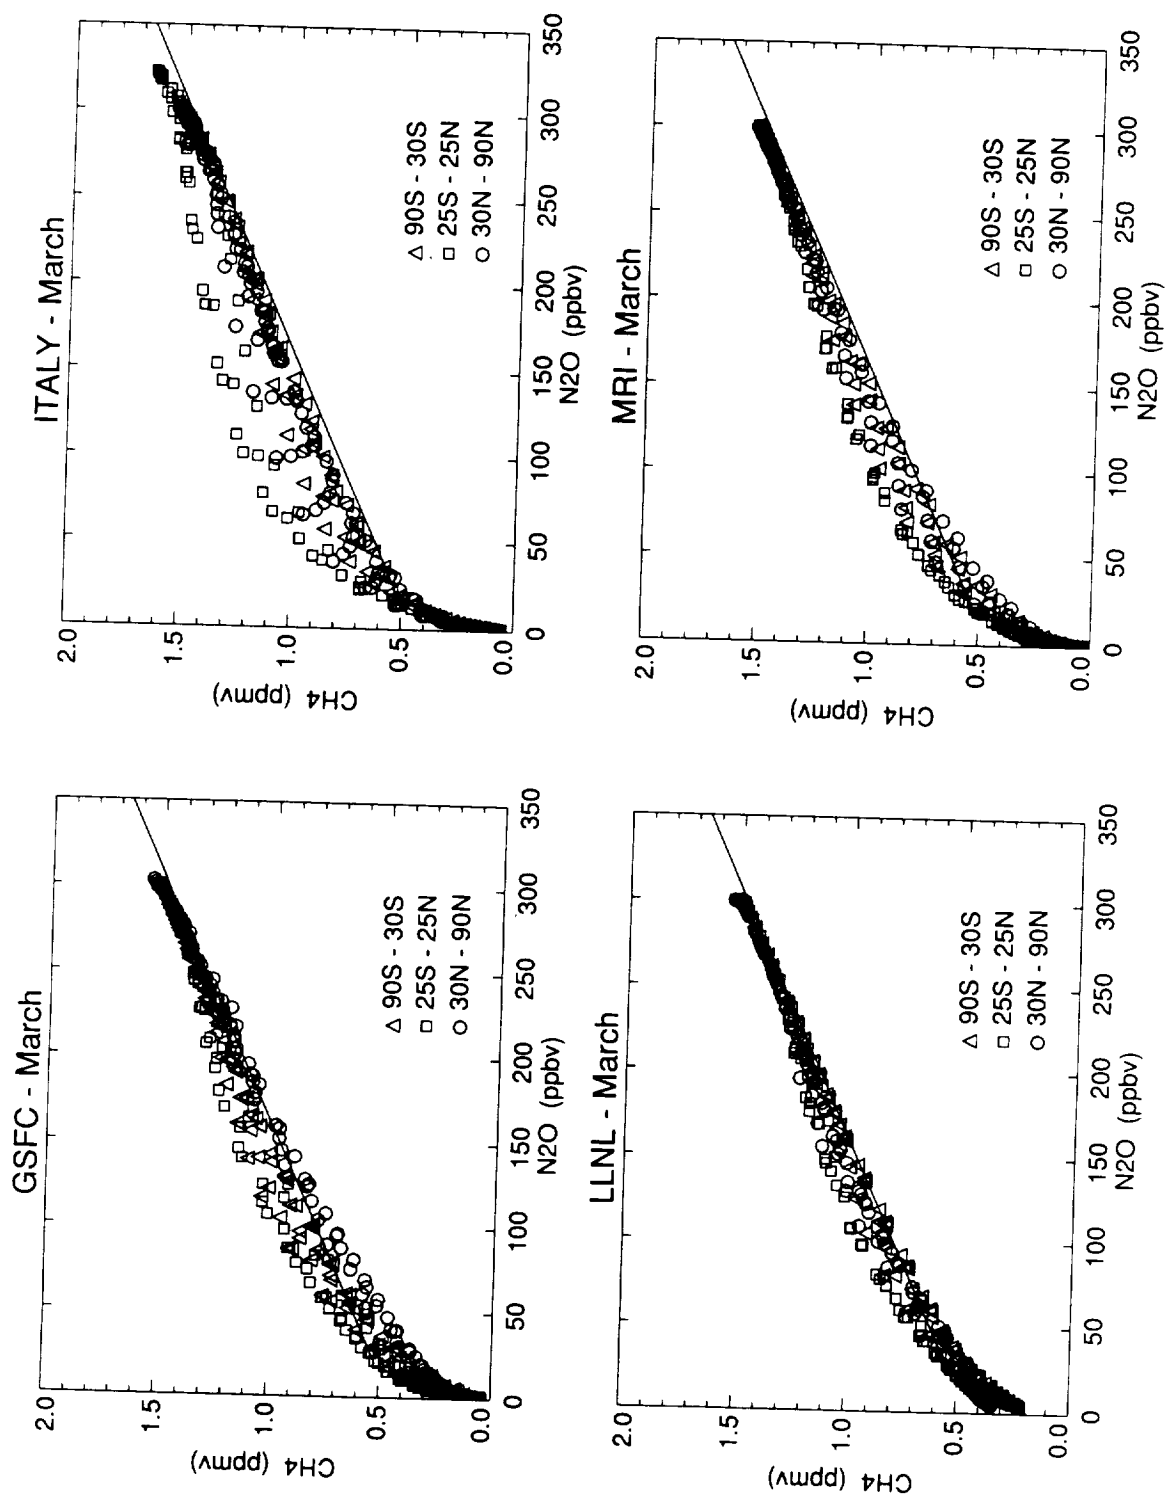 GSFC - March
2.0
1.5
1.0
0.5
0.0
CH4 (ppmv)
0 50 100 150 200 250 300 350
N2O (ppbv)
△ 90S - 30S
□ 25S - 25N
○ 30N - 90N
ITALY - March
2.0
1.5
1.0
0.5
0.0
CH4 (ppmv)
0 50 100 150 200 250 300 350
N2O (ppbv)
△ 90S - 30S
□ 25S - 25N
○ 30N - 90N
LLNL - March
2.0
1.5
1.0
0.5
0.0
CH4 (ppmv)
0 50 100 150 200 250 300 350
N2O (ppbv)
△ 90S - 30S
□ 25S - 25N
○ 30N - 90N
MRI - March
2.0
1.5
1.0
0.5
0.0
CH4 (ppmv)
0 50 100 150 200 250 300 350
N2O (ppbv)
△ 90S - 30S
□ 25S - 25N
○ 30N - 90N